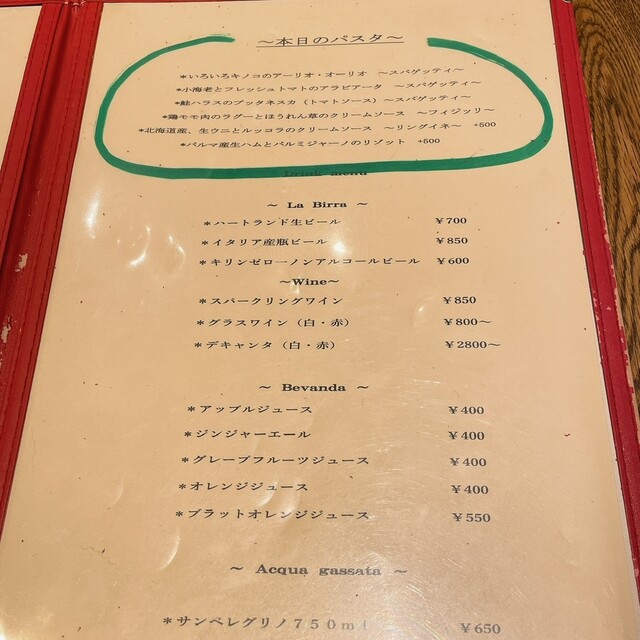 ～本日のパスタ～
＊いろいろキノコのアーリオ・オーリオ ～スパゲッティ～
＊小海老とフレッシュトマトのアラビアータ ～スパゲッティ～
＊鮭ハラスのプッタネスカ（トマトソース）～スパゲッティ～
＊鶏モモ肉のラグーとほうれん草のクリームソース ～フィジッリ～
＊北海道産、生ウニとルッコラのクリームソース ～リングイネ～ +500
＊パルマ産生ハムとパルミジャーノのリゾット +500
Drink menu
～ La Birra ～
＊ハートランド生ビール ￥700
＊イタリア産瓶ビール ￥850
＊キリンゼロ－ノンアルコールビール ￥600
～Wine～
＊スパークリングワイン ￥850
＊グラスワイン（白・赤） ￥800～
＊デキャンタ（白・赤） ￥2800～
～ Bevanda ～
＊アップルジュース ￥400
＊ジンジャーエール ￥400
＊グレープフルーツジュース ￥400
＊オレンジジュース ￥400
＊ブラットオレンジジュース ￥550
～ Acqua gassata ～
＊サンペレグリノ７５０ｍｌ ￥650